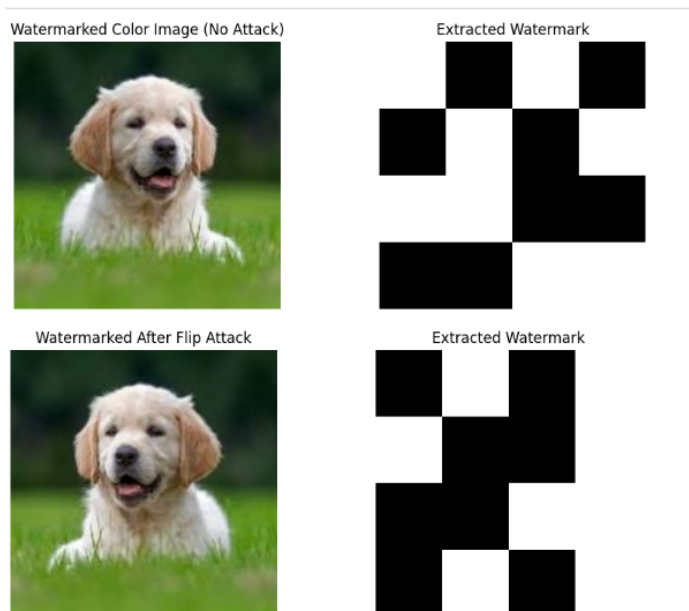 Watermarked Color Image (No Attack)
Extracted Watermark
Watermarked After Flip Attack
Extracted Watermark